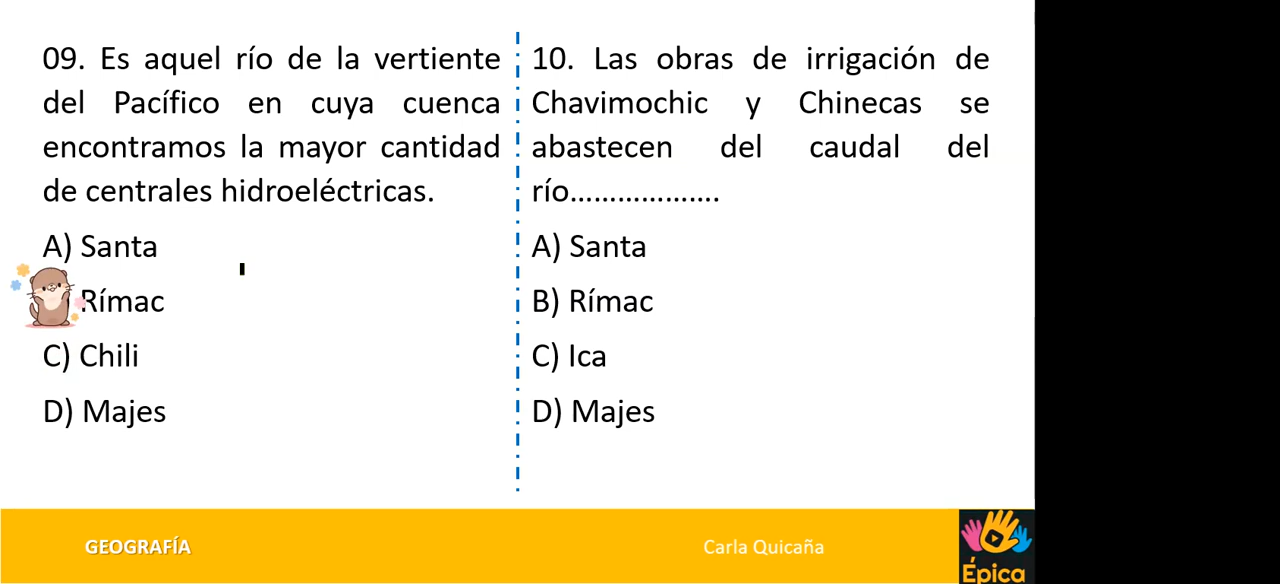 09. Es aquel río de la vertiente
del Pacífico en cuya cuenca
encontramos la mayor cantidad
de centrales hidroeléctricas.
A) Santa
Rímac
C) Chili
D) Majes
10. Las obras de irrigación de
Chavimochic y Chinecas se
abastecen del caudal del
río...................
A) Santa
B) Rímac
C) Ica
D) Majes
GEOGRAFÍA
Carla Quicaña
Épica